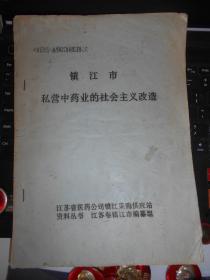 镇江市
私营中药业的社会主义改造
江苏省医药公司镇江采购供应站
资料丛书 江苏卷镇江市编纂组